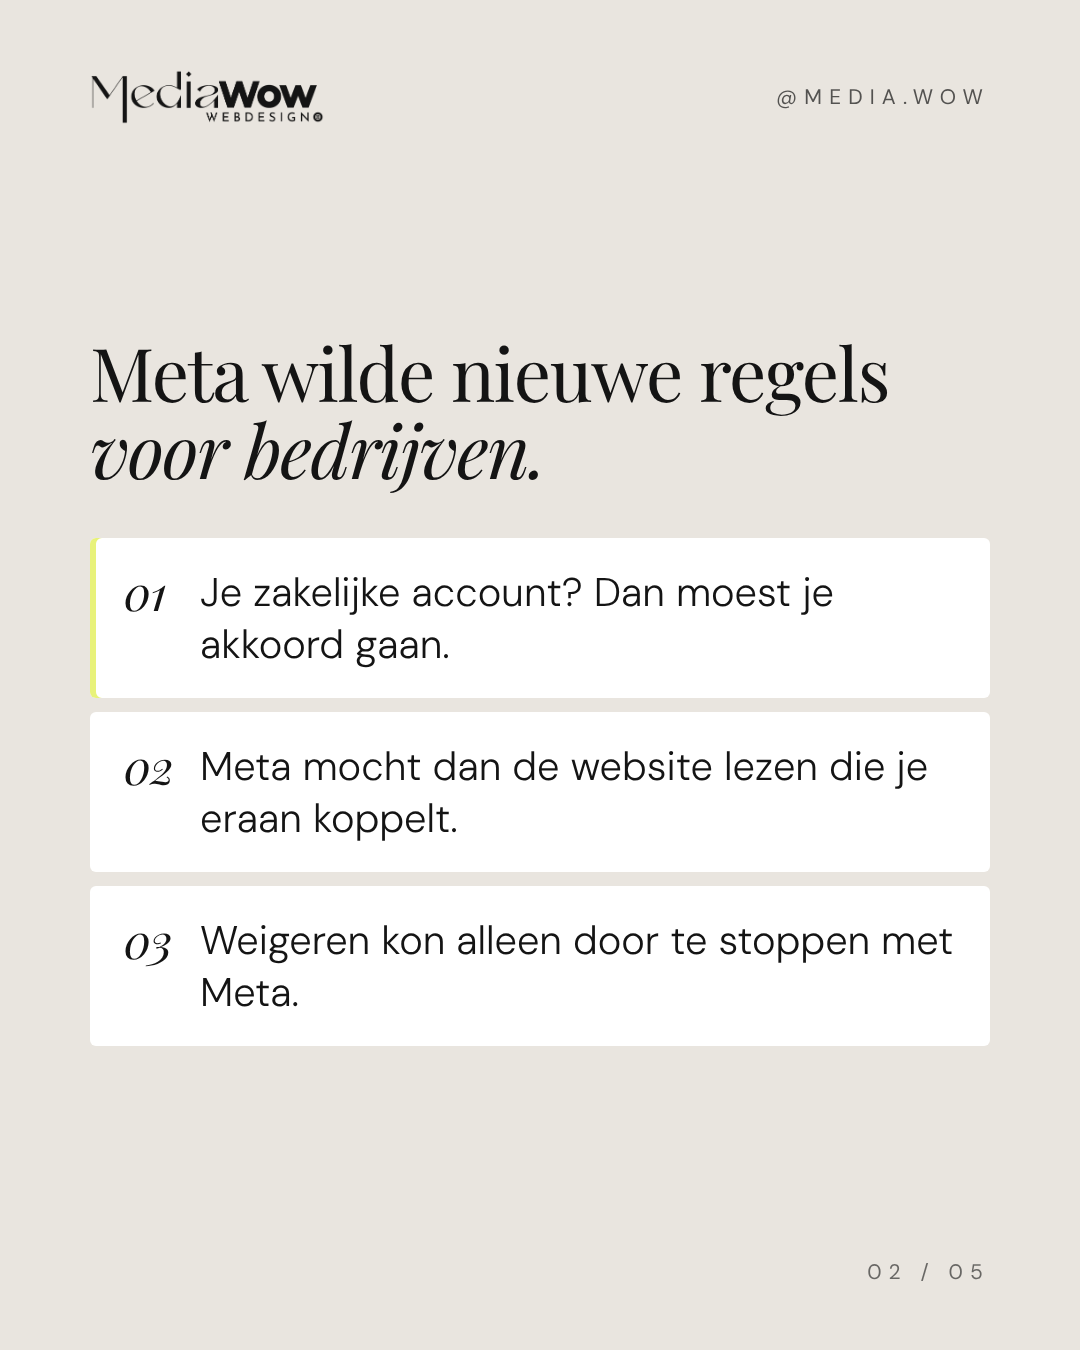 MediaWow
WEBDESIGN
@MEDIA.WOW
Meta wilde nieuwe regels
voor bedrijven.
01 Je zakelijke account? Dan moest je
akkoord gaan.
02 Meta mocht dan de website lezen die je
eraan koppelt.
03 Weigeren kon alleen door te stoppen met
Meta.
02 / 05